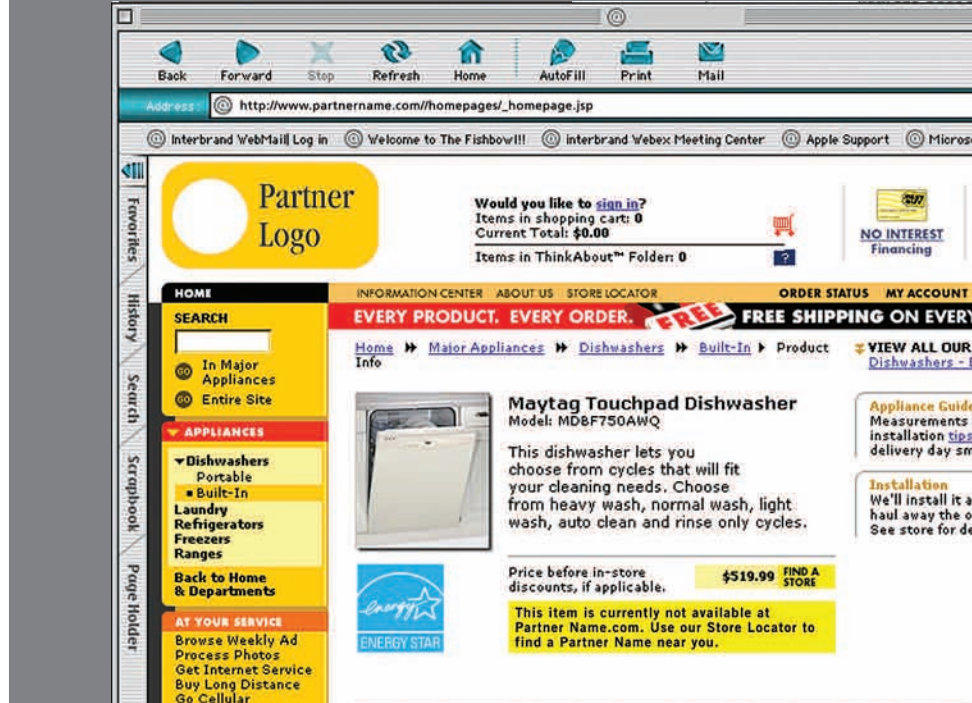 Back Forward Stop Refresh Home AutoFill Print Mail
Address: http://www.partnername.com//homepages/_homepage.jsp
Interbrand WebMail| Log in Welcome to The Fishbowl!! interbrand Webex Meeting Center Apple Support
Favorites
History
Search
Scrapbook
Page Holder
Partner
Logo
Would you like to sign in?
Items in shopping cart: 0
Current Total: $0.00
Items in ThinkAbout™ Folder: 0
?
NO INTEREST
Financing
HOME
INFORMATION CENTER ABOUT US STORE LOCATOR ORDER STATUS MY ACCOUNT
EVERY PRODUCT. EVERY ORDER. FREE FREE SHIPPING ON EVERY
SEARCH
GO In Major
Appliances
GO Entire Site
APPLIANCES
Dishwashers
Portable
Built-In
Laundry
Refrigerators
Freezers
Ranges
Back to Home
& Departments
AT YOUR SERVICE
Browse Weekly Ad
Process Photos
Get Internet Service
Buy Long Distance
Go Cellular
Home Major Appliances Dishwashers Built-In Product
Info
Maytag Touchpad Dishwasher
Model: MDBF750AWQ
This dishwasher lets you
choose from cycles that will fit
your cleaning needs. Choose
from heavy wash, normal wash, light
wash, auto clean and rinse only cycles.
energy
ENERGY STAR
Price before in-store
discounts, if applicable.
$519.99 FIND A
STORE
This item is currently not available at
Partner Name.com. Use our Store Locator to
find a Partner Name near you.
VIEW ALL OUR
Dishwashers -
Appliance Guide
Measurements
installation tips
delivery day
Installation
We'll install it
haul away the
See store for